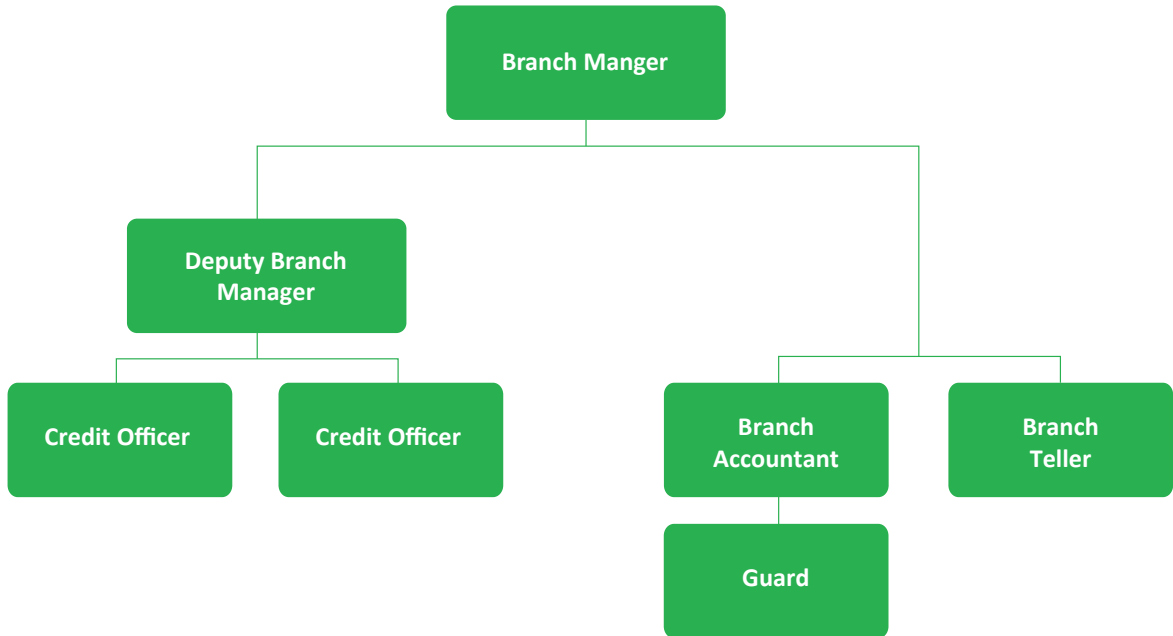 Branch Manger
Deputy Branch
Manager
Credit Officer
Credit Officer
Branch
Accountant
Branch
Teller
Guard